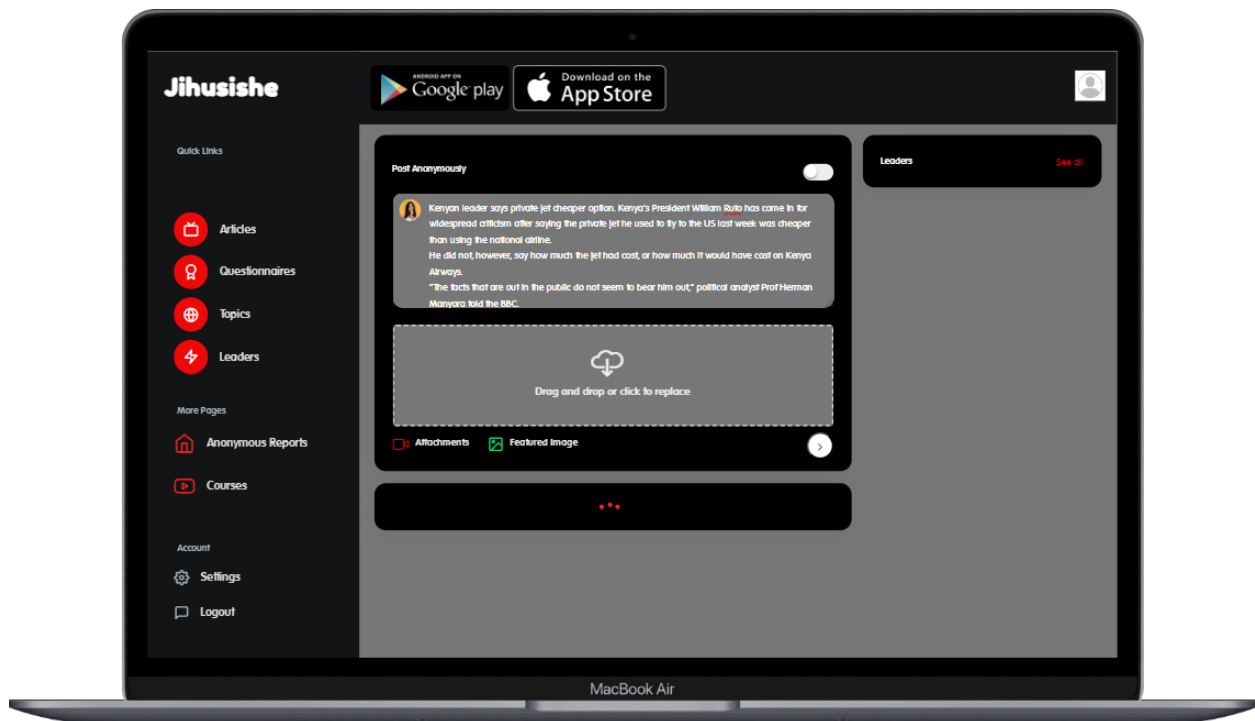 Jihusishe
ANDROID APP ON
Google play
Download on the
App Store
Quick Links
Articles
Questionnaires
Topics
Leaders
More Pages
Anonymous Reports
Courses
Account
Settings
Logout
Post Anonymously
Kenyan leader says private jet cheaper option. Kenya's President William Ruto has come in for
widespread criticism after saying the private jet he used to fly to the US last week was cheaper
than using the national airline.
He did not, however, say how much the jet had cost, or how much it would have cost on Kenya
Airways.
"The facts that are out in the public do not seem to bear him out," political analyst Prof Herman
Manyora told the BBC.
Drag and drop or click to replace
Attachments
Featured Image
Leaders
See all
MacBook Air